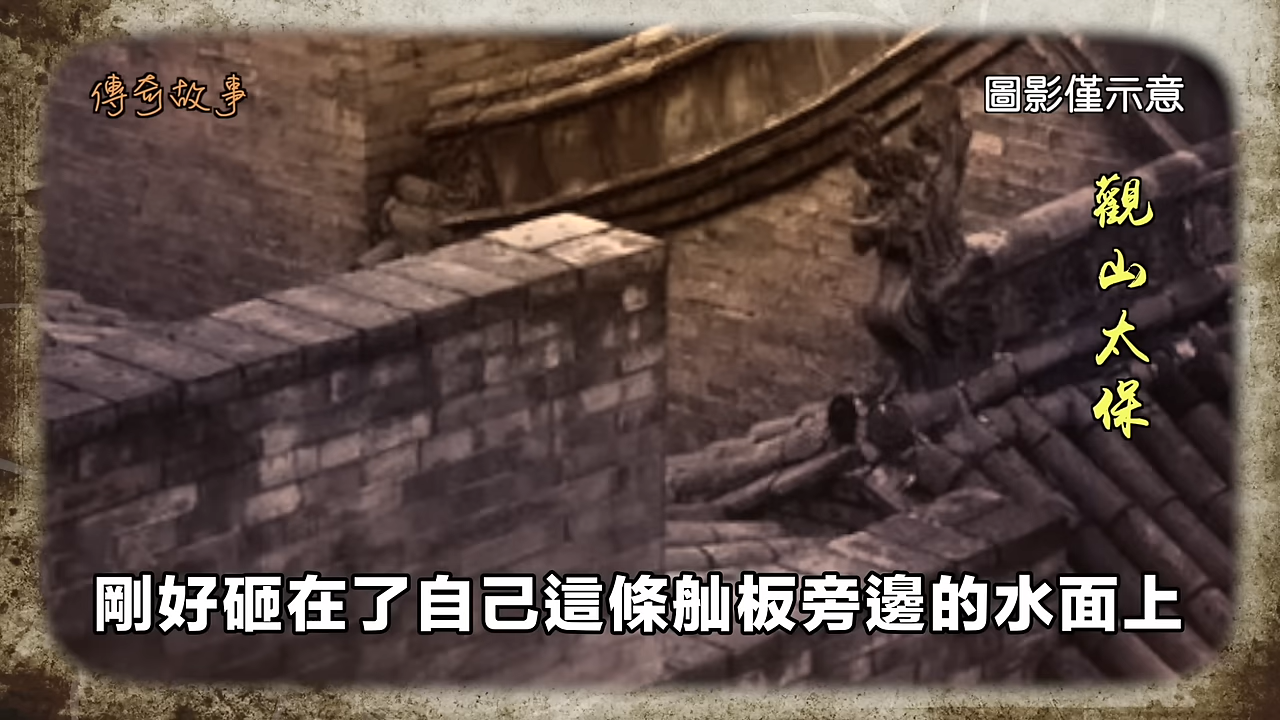 傳奇故事
圖影僅示意
觀山太保
剛好砸在了自己這條舢板旁邊的水面上